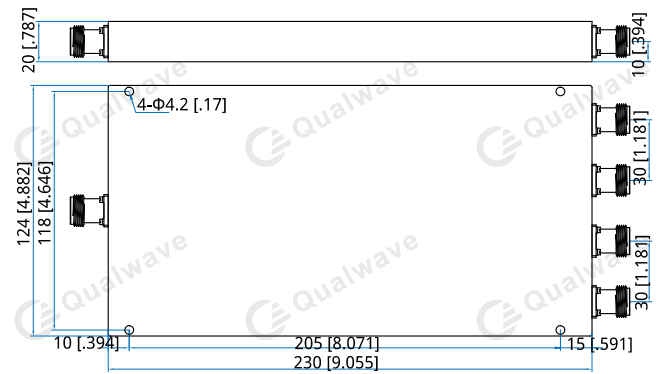 20 [.787]
10 [.394]
4-Φ4.2 [.17]
Qualwave
Qualwave
Qualwave
30 [1.181]
124 [4.882]
118 [4.646]
Qualwave
Qualwave
Qualwave
30 [1.181]
10 [.394]
205 [8.071]
15 [.591]
230 [9.055]